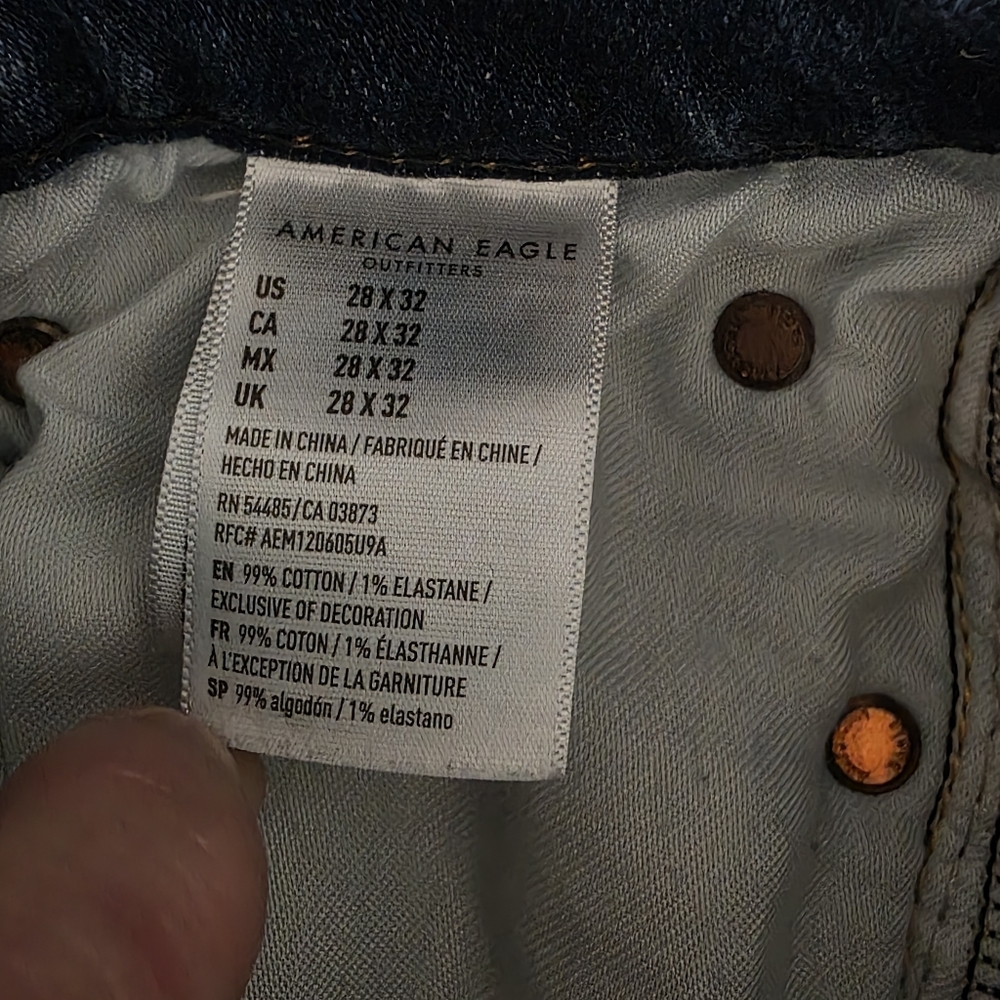 AMERICAN EAGLE
OUTFITTERS
US 28 X 32
CA 28 X 32
MX 28 X 32
UK 28 X 32
MADE IN CHINA / FABRIQUÉ EN CHINE /
HECHO EN CHINA
RN 54485/CA 03873
RFC# AEM120605U9A
EN 99% COTTON / 1% ELASTANE /
EXCLUSIVE OF DECORATION
FR 99% COTON / 1% ÉLASTHANNE /
À L'EXCEPTION DE LA GARNITURE
SP 99% algodón / 1% elastano